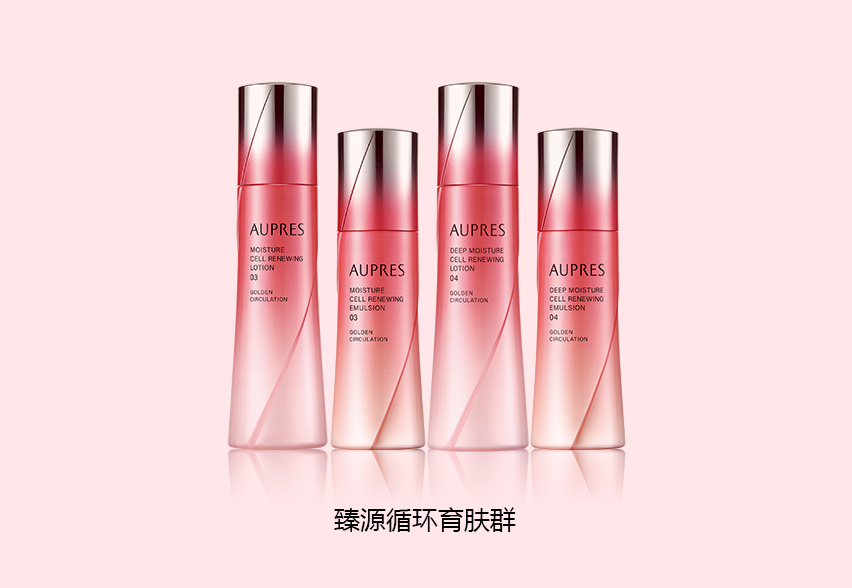 AUPRES
MOISTURE
CELL RENEWING
LOTION
03
GOLDEN
CIRCULATION
AUPRES
MOISTURE
CELL RENEWING
EMULSION
03
GOLDEN
CIRCULATION
AUPRES
DEEP MOISTURE
CELL RENEWING
LOTION
04
GOLDEN
CIRCULATION
AUPRES
DEEP MOISTURE
CELL RENEWING
EMULSION
04
GOLDEN
CIRCULATION
臻源循环育肤群